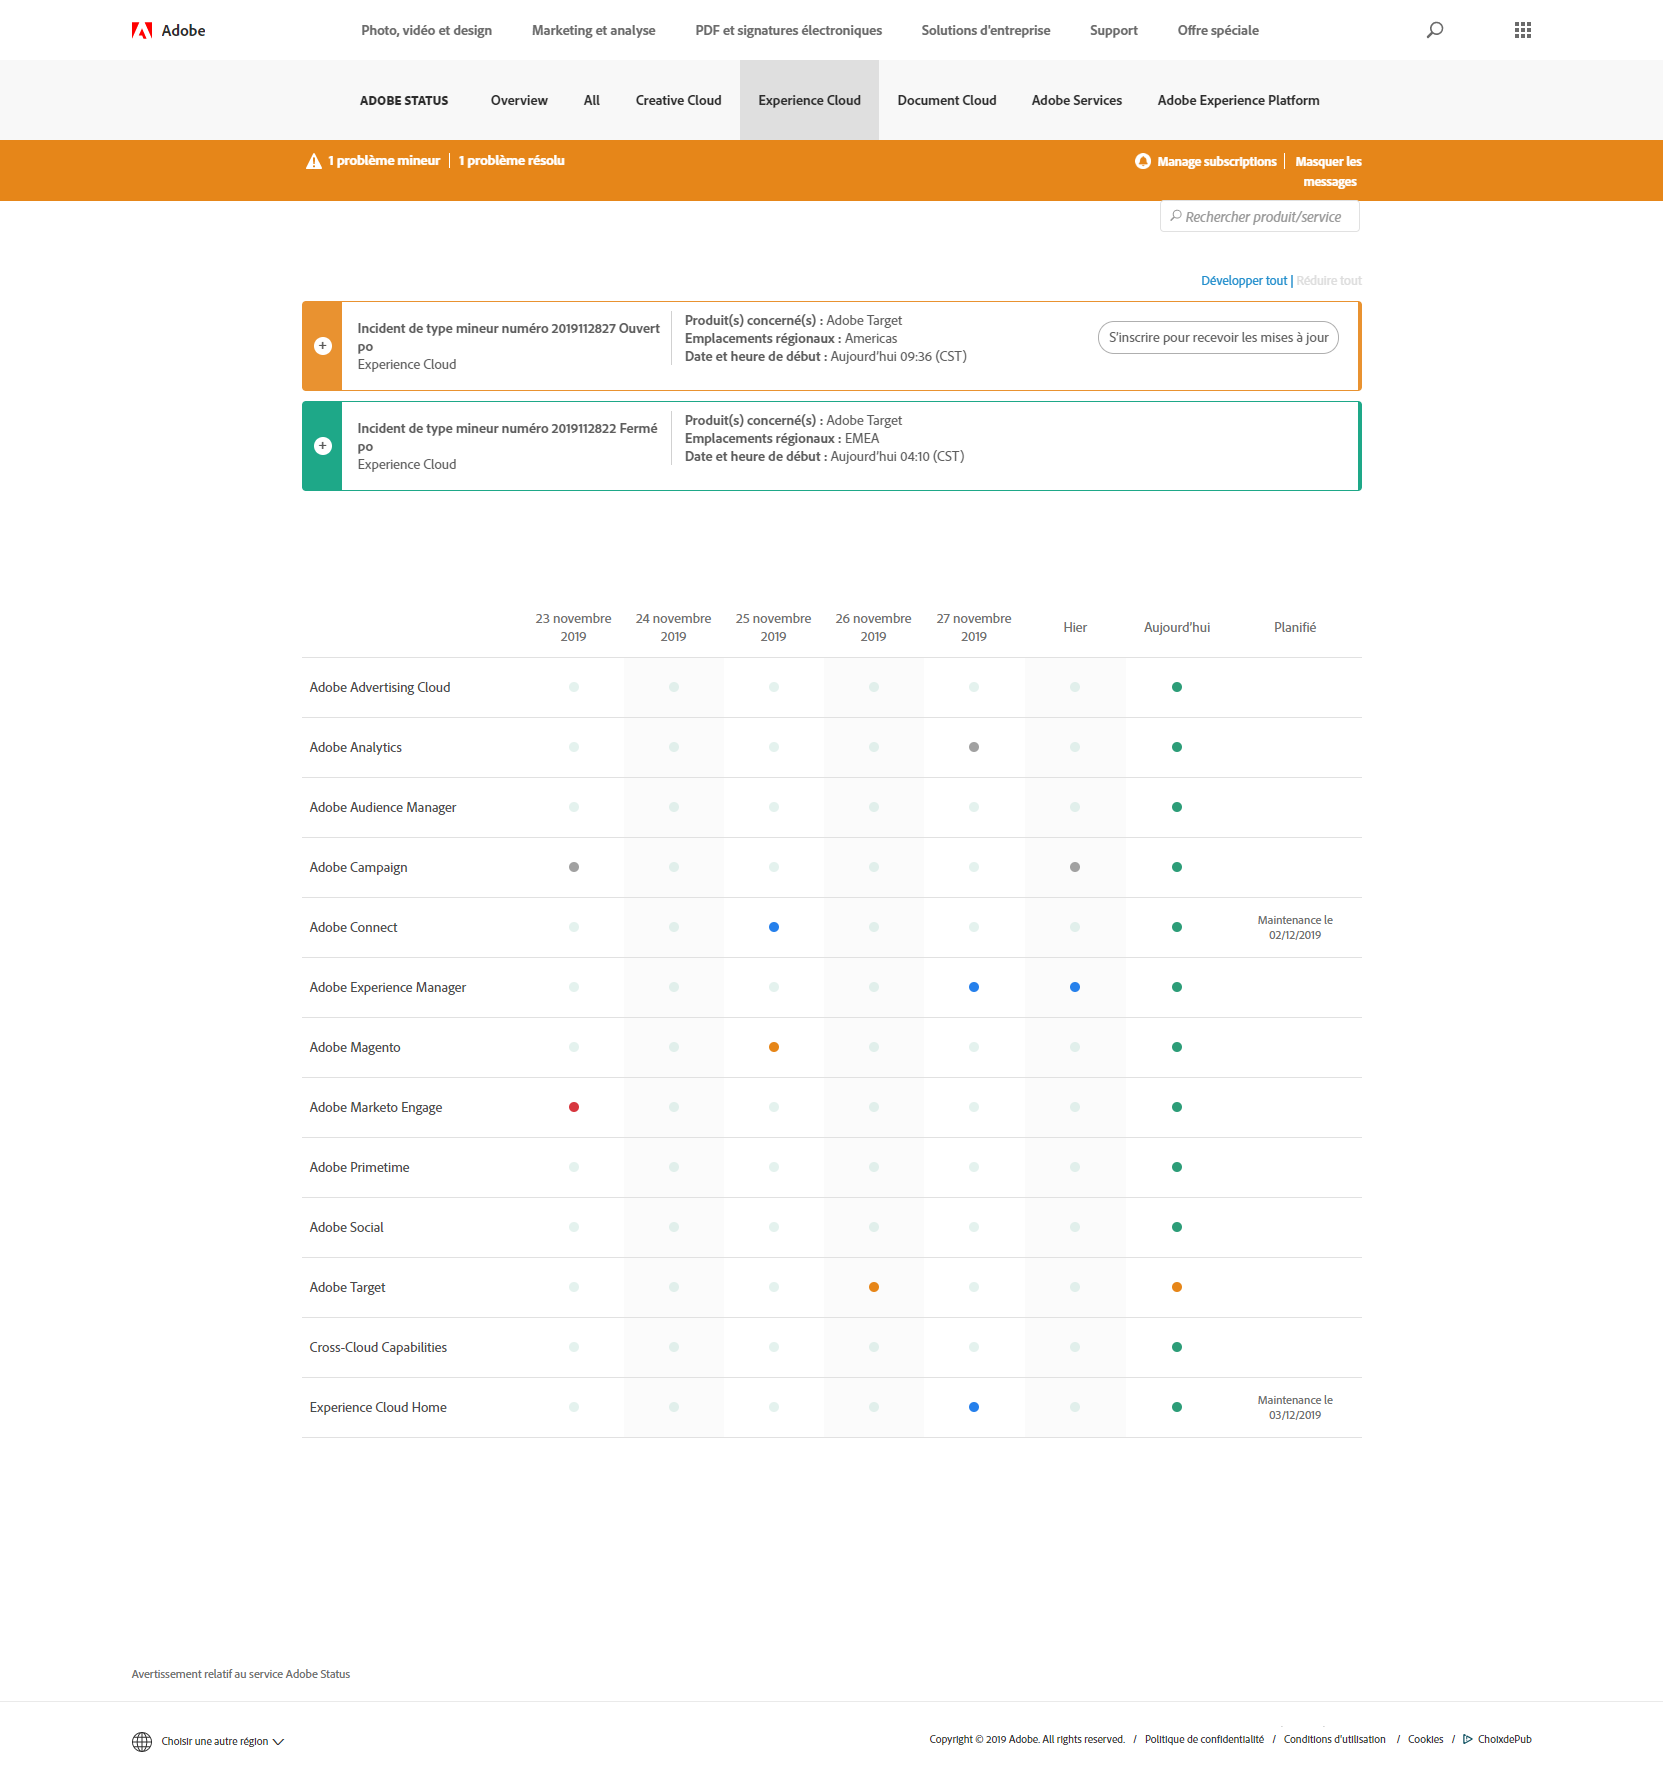 Adobe
Photo, vidéo et design
Marketing et analyse
PDF et signatures électroniques
Solutions d'entreprise
Support
Offre spéciale
ADOBE STATUS
Overview
All
Creative Cloud
Experience Cloud
Document Cloud
Adobe Services
Adobe Experience Platform
1 problème mineur
1 problème résolu
Manage subscriptions
Masquer les
messages
Rechercher produit/service
Développer tout | Réduire tout
Incident de type mineur numéro 2019112827 Ouvert
po
Experience Cloud
Produit(s) concerné(s) : Adobe Target
Emplacements régionaux : Americas
Date et heure de début : Aujourd'hui 09:36 (CST)
S'inscrire pour recevoir les mises à jour
Incident de type mineur numéro 2019112822 Fermé
po
Experience Cloud
Produit(s) concerné(s) : Adobe Target
Emplacements régionaux : EMEA
Date et heure de début : Aujourd'hui 04:10 (CST)
23 novembre
2019
24 novembre
2019
25 novembre
2019
26 novembre
2019
27 novembre
2019
Hier
Aujourd'hui
Planifié
Adobe Advertising Cloud
Adobe Analytics
Adobe Audience Manager
Adobe Campaign
Adobe Connect
Maintenance le
02/12/2019
Adobe Experience Manager
Adobe Magento
Adobe Marketo Engage
Adobe Primetime
Adobe Social
Adobe Target
Cross-Cloud Capabilities
Experience Cloud Home
Maintenance le
03/12/2019
Avertissement relatif au service Adobe Status
Choisir une autre région
Copyright © 2019 Adobe. All rights reserved. / Politique de confidentialité / Conditions d'utilisation / Cookies / ChoixdePub